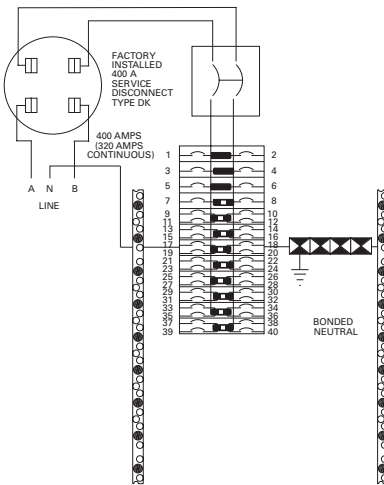 FACTORY
INSTALLED
400 A
SERVICE
DISCONNECT
TYPE DK
400 AMPS
(320 AMPS
CONTINUOUS)
A N B
LINE
1 2
3 4
5 6
7 8
9 10
11 12
13 14
15 16
17 18
19 20
21 22
23 24
25 26
27 28
29 30
31 32
33 34
35 36
37 38
39 40
BONDED
NEUTRAL